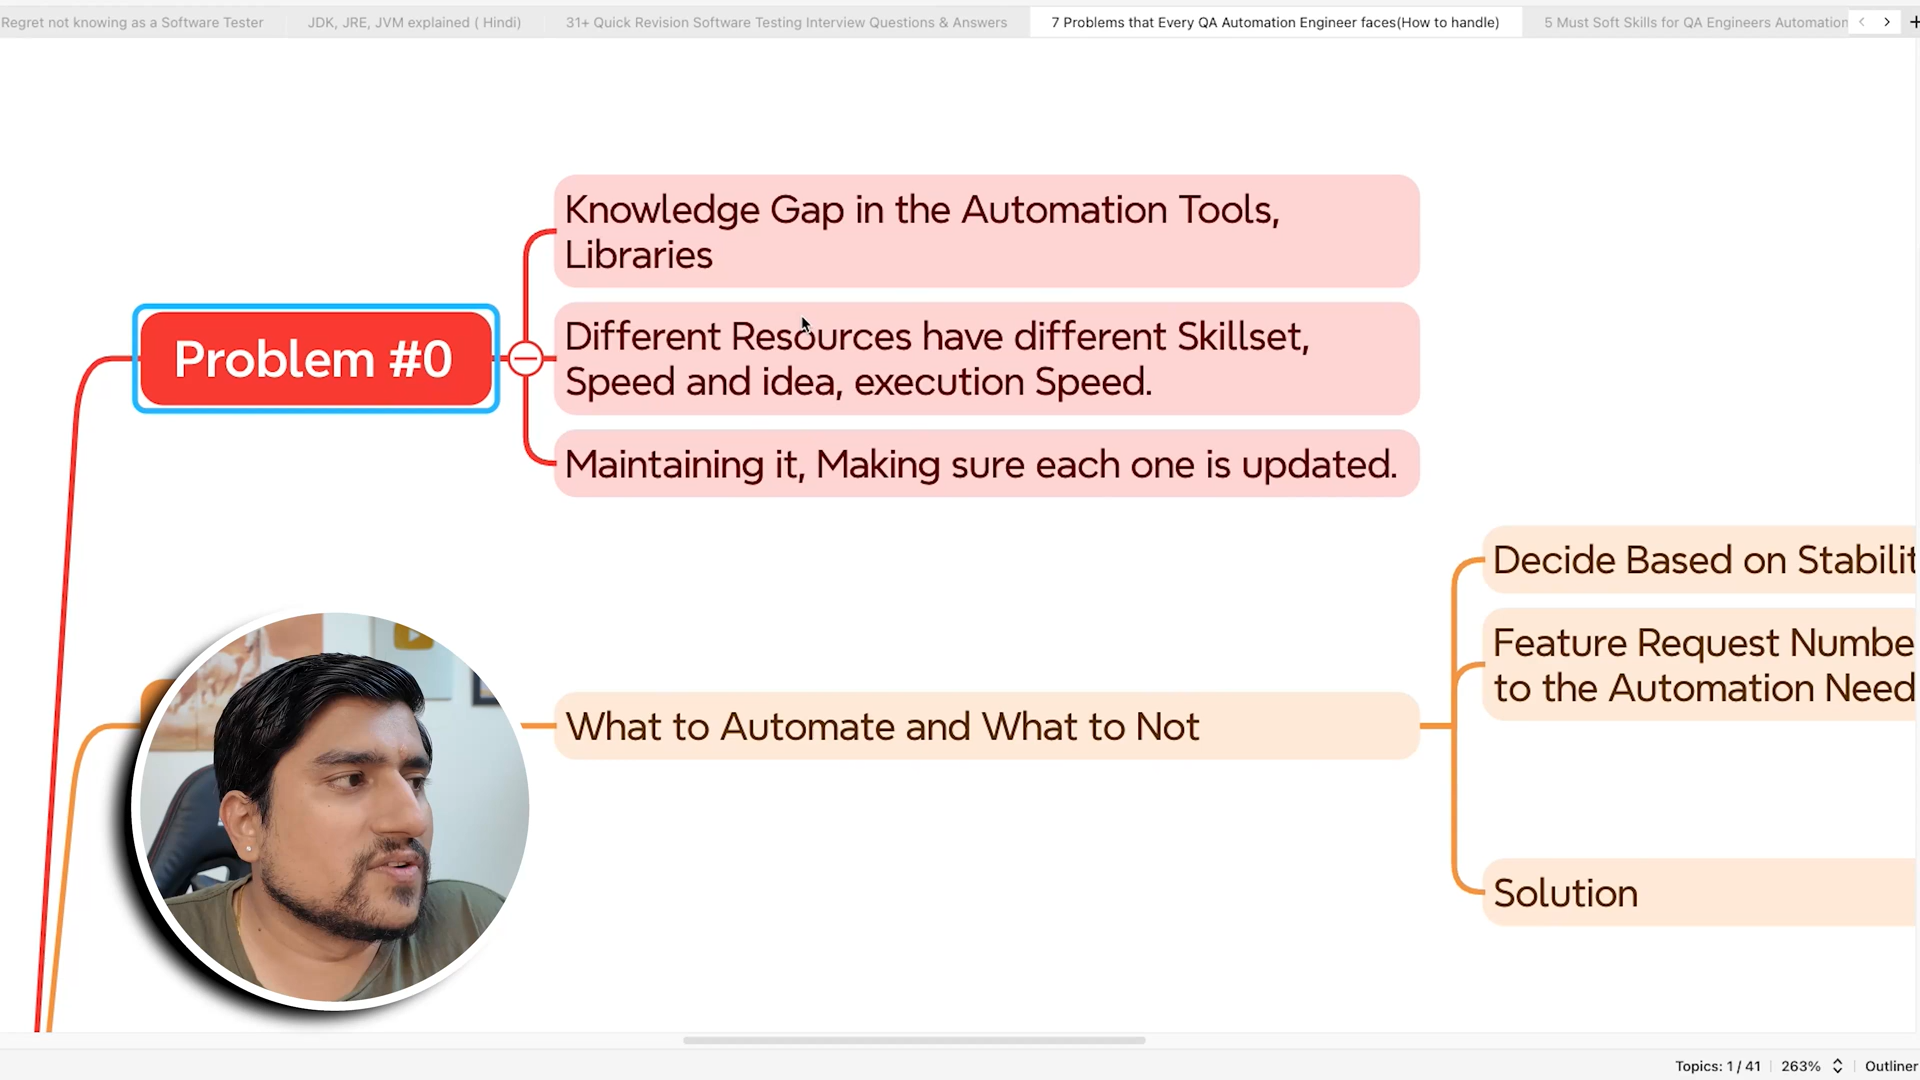 Regret not knowing as a Software Tester
JDK, JRE, JVM explained ( Hindi)
31+ Quick Revision Software Testing Interview Questions & Answers
7 Problems that Every QA Automation Engineer faces(How to handle)
5 Must Soft Skills for QA Engineers Automation
Knowledge Gap in the Automation Tools,
Libraries
Problem #0
Different Resources have different Skillset,
Speed and idea, execution Speed.
Maintaining it, Making sure each one is updated.
Decide Based on Stabilit
Feature Request Numbe
to the Automation Need
What to Automate and What to Not
Solution
Topics: 1 / 41
263%
Outliner